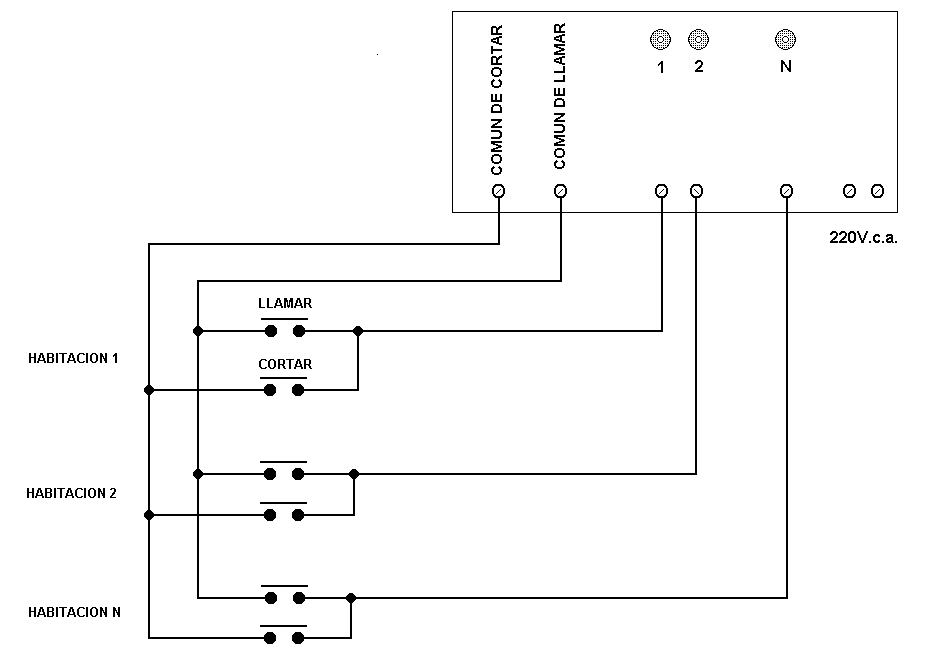 COMUN DE CORTAR
COMUN DE LLAMAR
1 2 N
220V.c.a.
LLAMAR
HABITACION 1
CORTAR
HABITACION 2
HABITACION N